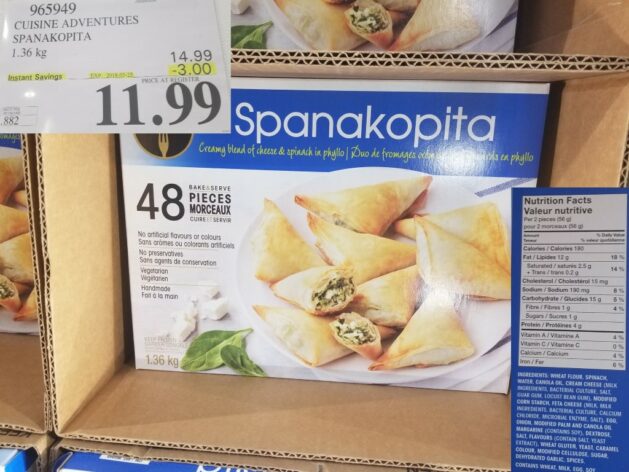 965949
CUISINE ADVENTURES
SPANAKOPITA
1.36 kg
14.99
-3.00
Instant Savings
PRICE AT REGISTER
11.99
.882
Spanakopita
Creamy blend of cheese & spinach in phyllo | Duo de fromages en phyllo
48 BAKE & SERVE
PIECES
MORCEAUX
CUIRE ET SERVIR
No artificial flavours or colours
Sans arômes ou colorants artificiels
No preservatives
Sans agents de conservation
Vegetarian
Végétarien
Handmade
Fait à la main
1.36 kg
Nutrition Facts
Valeur nutritive
Per 2 pieces (56 g)
pour 2 morceaux (56 g)
Amount % Daily Value
Teneur % valeur quotidienne
Calories / Calories 190
Fat / Lipides 12 g 18 %
Saturated / saturés 2.5 g
+ Trans / trans 0.2 g 14 %
Cholesterol / Cholestérol 15 mg
Sodium / Sodium 190 mg 8 %
Carbohydrate / Glucides 15 g 5 %
Fibre / Fibres 1 g 4 %
Sugars / Sucres 1 g
Protein / Protéines 4 g
Vitamin A / Vitamine A 4 %
Vitamin C / Vitamine C 0 %
Calcium / Calcium 4 %
Iron / Fer 6 %
INGREDIENTS: WHEAT FLOUR, SPINACH,
WATER, CANOLA OIL, CREAM CHEESE (MILK
INGREDIENTS, BACTERIAL CULTURE, SALT,
GUAR GUM, LOCUST BEAN GUM), MODIFIED
CORN STARCH, FETA CHEESE (MILK, MILK
INGREDIENTS, BACTERIAL CULTURE, CALCIUM
CHLORIDE, MICROBIAL ENZYME, SALT), EGG,
ONION, MODIFIED PALM AND CANOLA OIL
MARGARINE (CONTAINS SOY), DEXTROSE,
SALT, FLAVOURS (CONTAIN SALT, YEAST
EXTRACT), WHEAT GLUTEN, YEAST, CARAMEL
COLOUR, MODIFIED CELLULOSE, SUGAR,
DEHYDRATED GARLIC, SPICES.
CONTAINS WHEAT, MILK, EGG, SOY